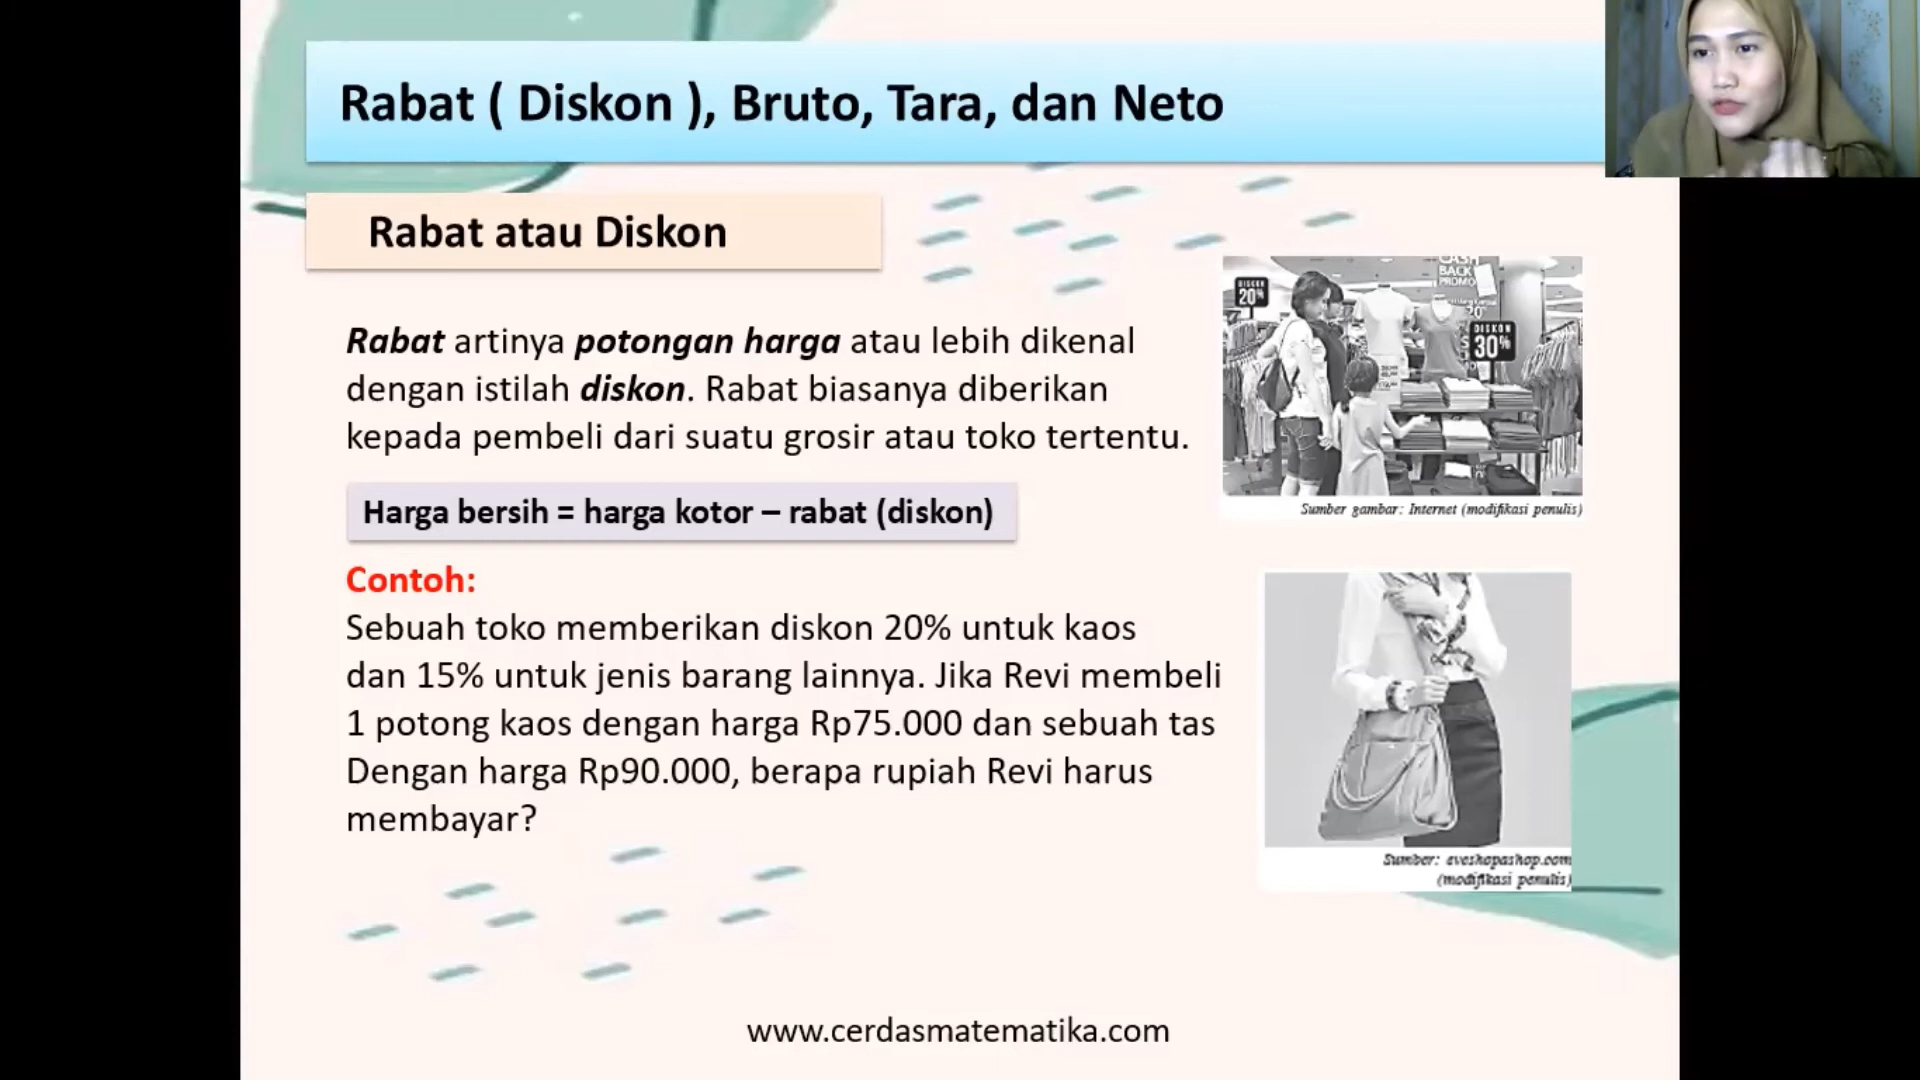 Rabat ( Diskon ), Bruto, Tara, dan Neto
Rabat atau Diskon
Rabat artinya potongan harga atau lebih dikenal
dengan istilah diskon. Rabat biasanya diberikan
kepada pembeli dari suatu grosir atau toko tertentu.
Harga bersih = harga kotor – rabat (diskon)
Contoh:
Sebuah toko memberikan diskon 20% untuk kaos
dan 15% untuk jenis barang lainnya. Jika Revi membeli
1 potong kaos dengan harga Rp75.000 dan sebuah tas
Dengan harga Rp90.000, berapa rupiah Revi harus
membayar?
DISKON
20%
CASH
BACK
PROMO
20%
DISKON
30%
Sumber gambar: Internet (modifikasi penulis)
Sumber: eveshopashop.com
(modifikasi penulis)
www.cerdasmatematika.com